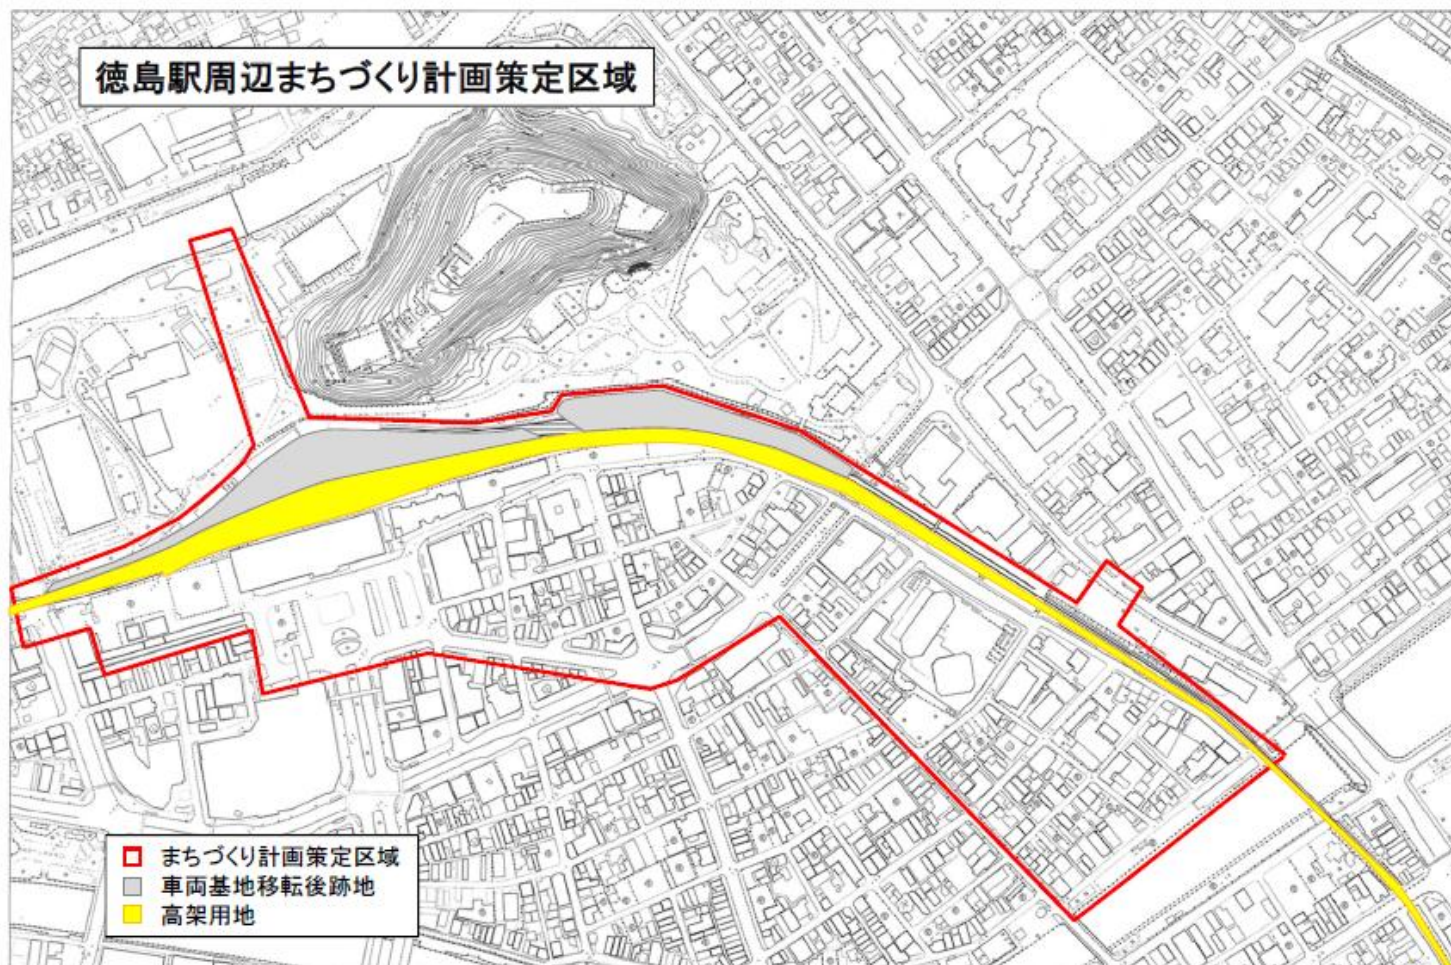 徳島駅周辺まちづくり計画策定区域
まちづくり計画策定区域
車両基地移転後跡地
高架用地